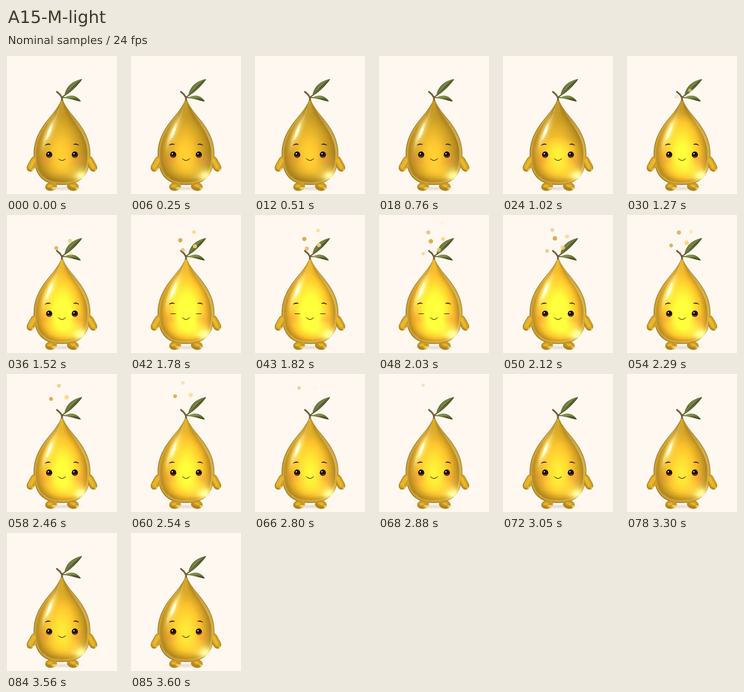 A15-M-light
Nominal samples / 24 fps
000 0.00 s
006 0.25 s
012 0.51 s
018 0.76 s
024 1.02 s
030 1.27 s
036 1.52 s
042 1.78 s
043 1.82 s
048 2.03 s
050 2.12 s
054 2.29 s
058 2.46 s
060 2.54 s
066 2.80 s
068 2.88 s
072 3.05 s
078 3.30 s
084 3.56 s
085 3.60 s